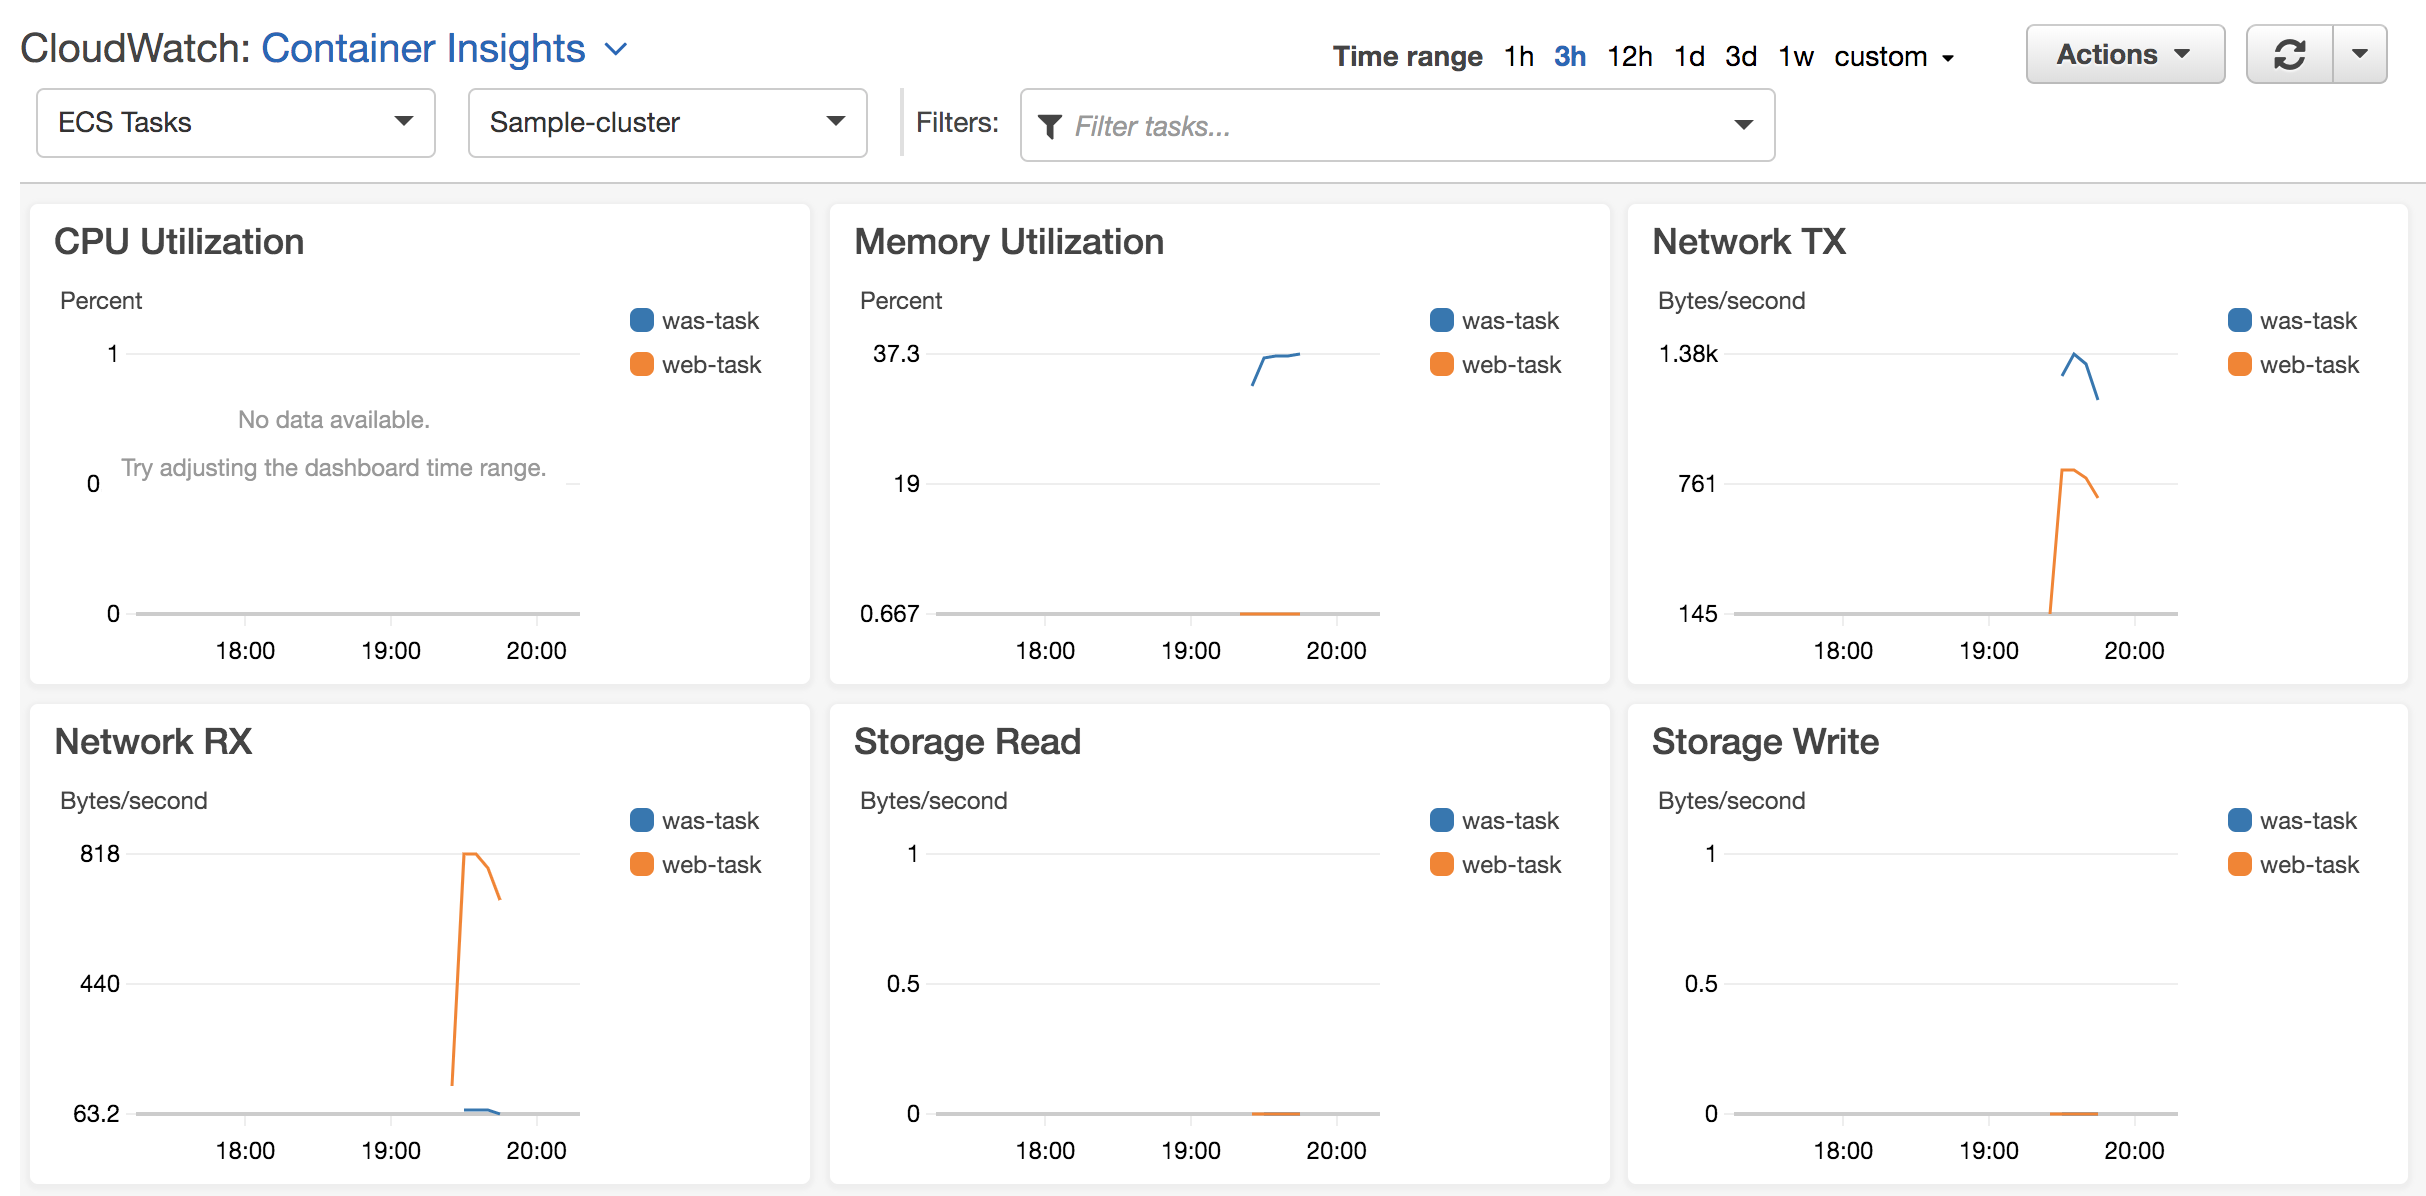 CloudWatch: Container Insights
Time range 1h 3h 12h 1d 3d 1w custom
Actions
ECS Tasks
Sample-cluster
Filters:
Filter tasks...
CPU Utilization
Percent
was-task
web-task
1
No data available.
Try adjusting the dashboard time range.
0
0
18:00 19:00 20:00
Memory Utilization
Percent
was-task
web-task
37.3
19
0.667
18:00 19:00 20:00
Network TX
Bytes/second
was-task
web-task
1.38k
761
145
18:00 19:00 20:00
Network RX
Bytes/second
was-task
web-task
818
440
63.2
18:00 19:00 20:00
Storage Read
Bytes/second
was-task
web-task
1
0.5
0
18:00 19:00 20:00
Storage Write
Bytes/second
was-task
web-task
1
0.5
0
18:00 19:00 20:00